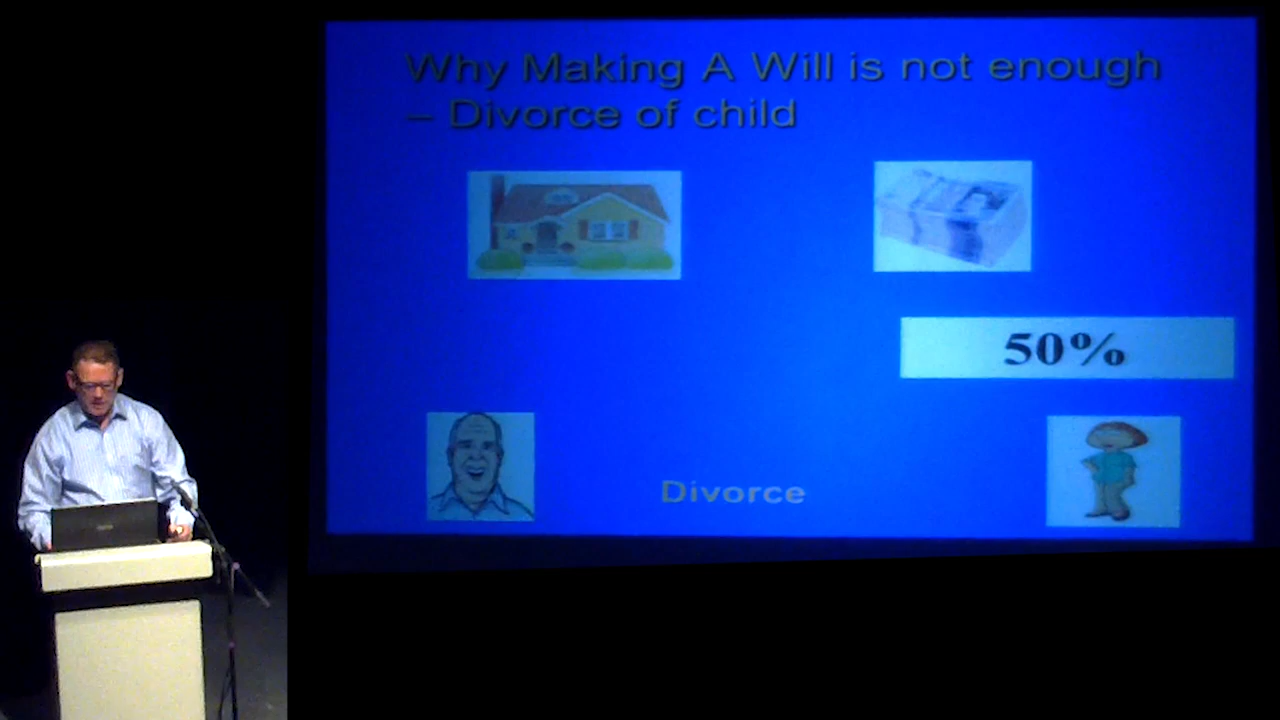 Why Making A Will is not enough
– Divorce of child
50%
Divorce